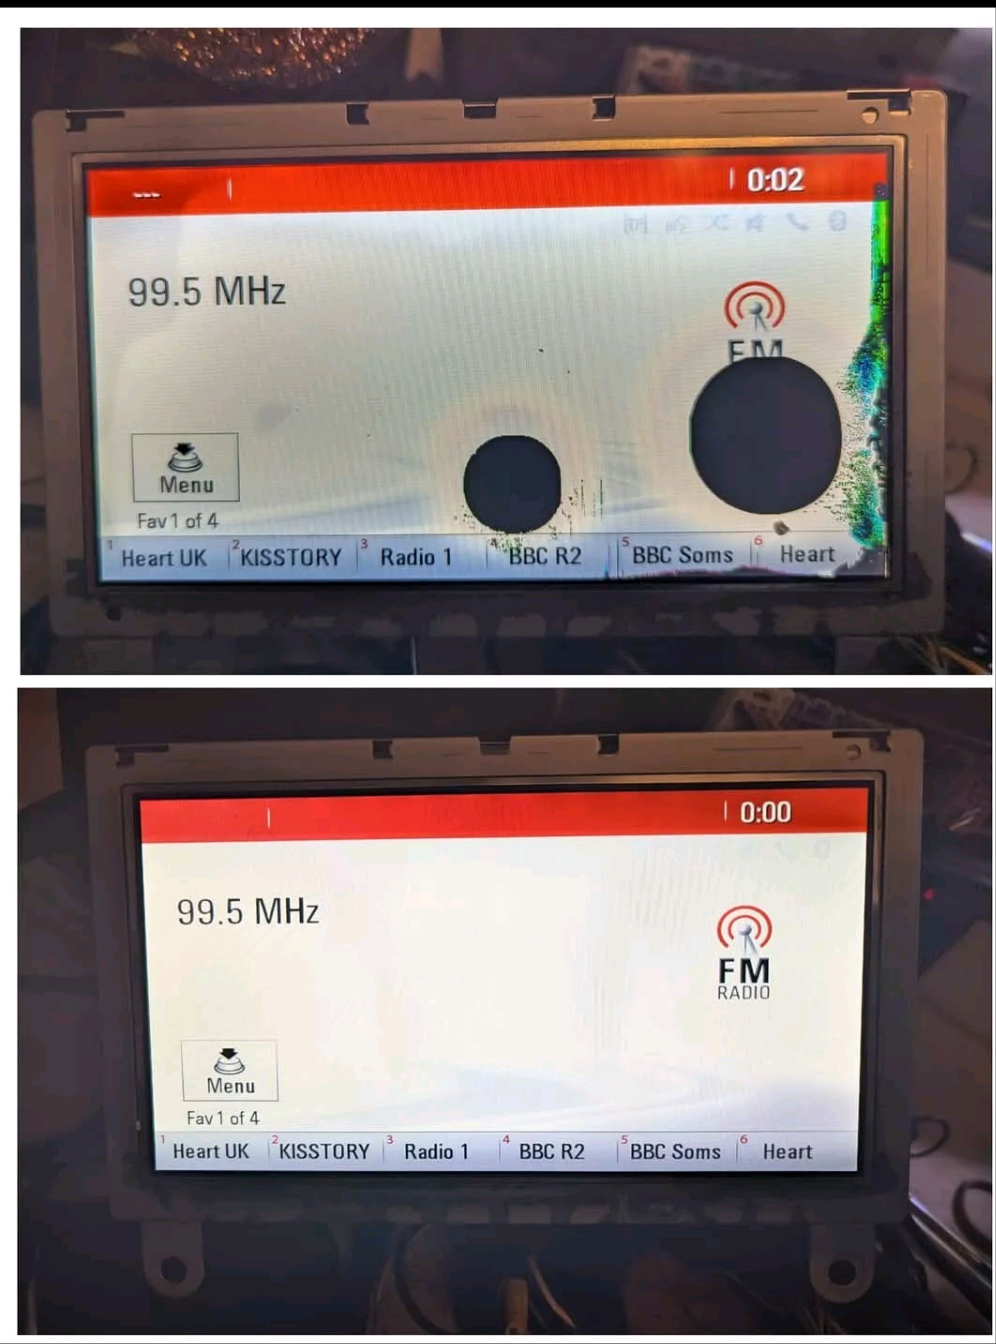 --- | | 0:02
99.5 MHz
FM
Menu
Fav 1 of 4
1 Heart UK 2 KISSTORY 3 Radio 1 4 BBC R2 5 BBC Soms 6 Heart
| | 0:00
99.5 MHz
FM
RADIO
Menu
Fav 1 of 4
1 Heart UK 2 KISSTORY 3 Radio 1 4 BBC R2 5 BBC Soms 6 Heart